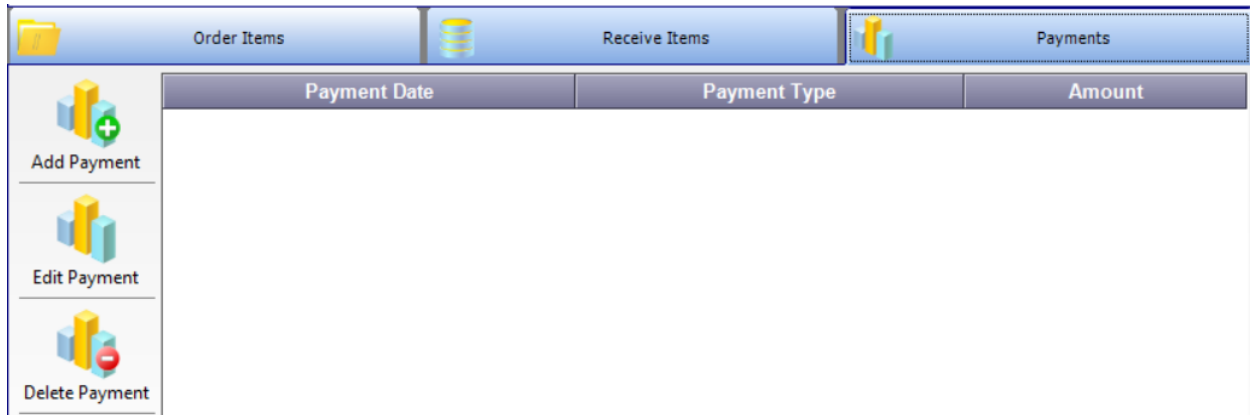 Order Items
Receive Items
Payments
Payment Date
Payment Type
Amount
Add Payment
Edit Payment
Delete Payment